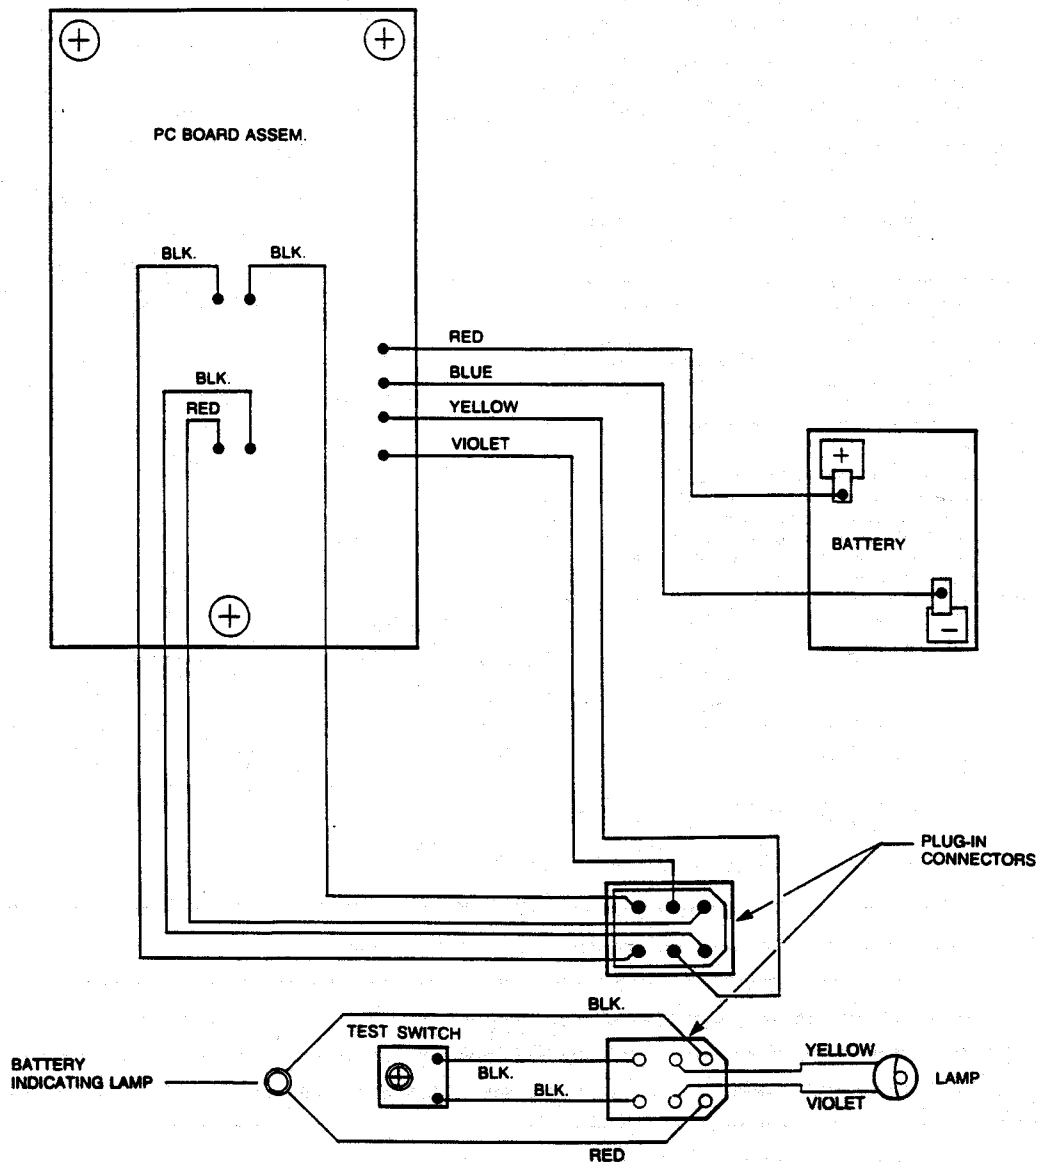 PC BOARD ASSEM.
BLK.
BLK.
RED
BLK.
BLUE
RED
YELLOW
VIOLET
+
BATTERY
−
PLUG-IN
CONNECTORS
BLK.
TEST SWITCH
BATTERY
INDICATING LAMP
BLK.
BLK.
YELLOW
LAMP
VIOLET
RED